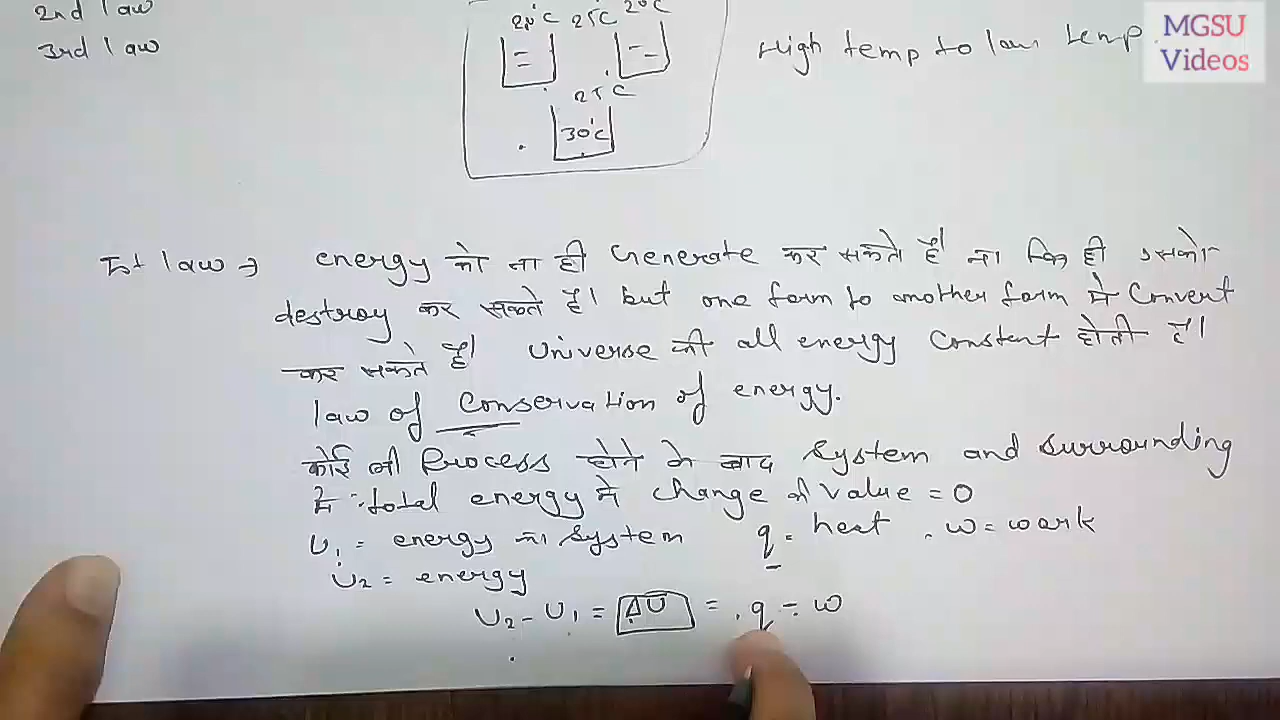 2nd law
3rd law
20°C 25°C 20°C
25°C
30°C
High temp to low temp.
MGSU
Videos
Ist law → energy को ना ही Generate कर सकते हैं ना कि ही उसको
destroy कर सकते है। but one form to another form में Convert
कर सकते है। Universe की all energy Constent होती है।
law of Conservation of energy.
कोई भी Process होने के बाद System and surrounding
total energy में change की value = 0
U₁ = energy का System q = heat . w = work
U₂ = energy
U₂ - U₁ = ΔU = q - w